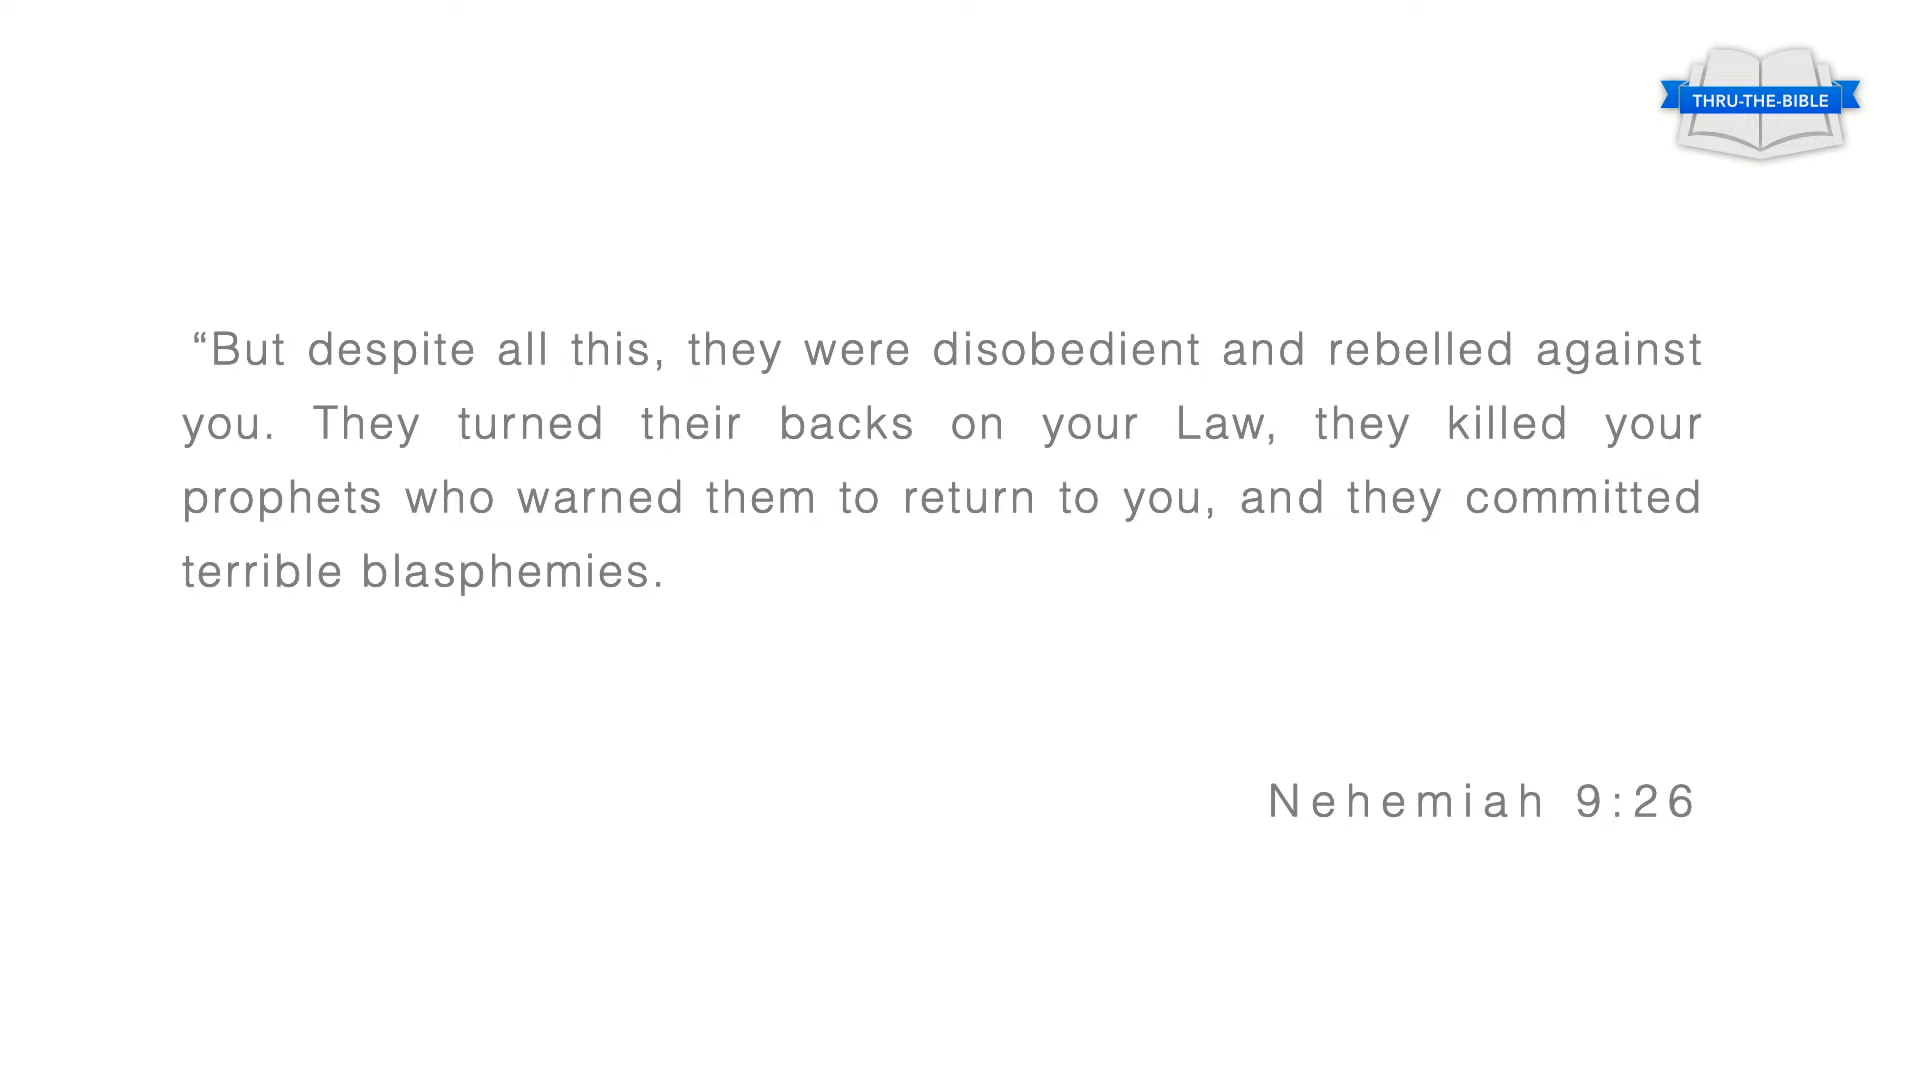 THRU-THE-BIBLE
“But despite all this, they were disobedient and rebelled against
you. They turned their backs on your Law, they killed your
prophets who warned them to return to you, and they committed
terrible blasphemies.
Nehemiah 9:26